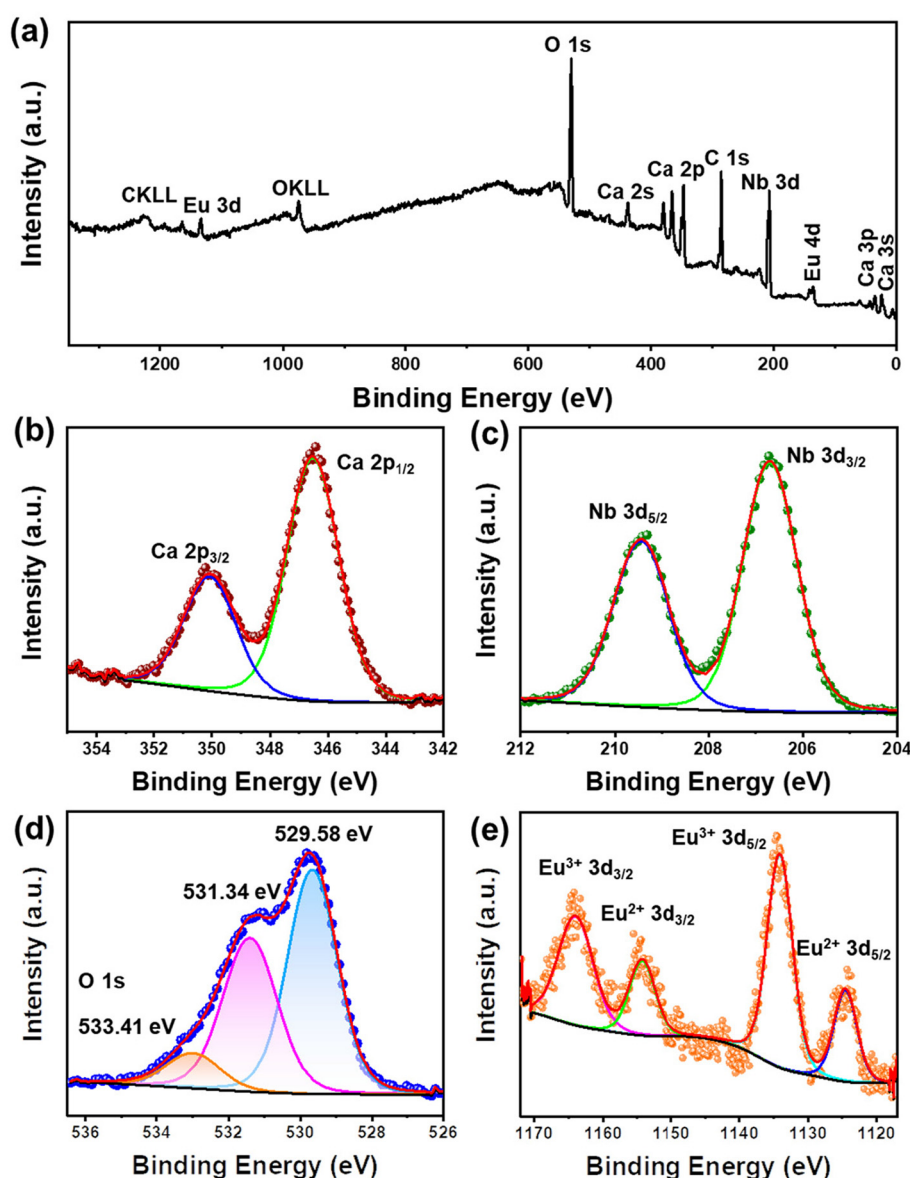 (a)
O 1s
CKLL
Eu 3d
OKLL
Ca 2s
Ca 2p
C 1s
Nb 3d
Eu 4d
Ca 3p
Ca 3s
Intensity (a.u.)
1200 1000 800 600 400 200 0
Binding Energy (eV)
(b)
Ca 2p1/2
Ca 2p3/2
Intensity (a.u.)
354 352 350 348 346 344 342
Binding Energy (eV)
(c)
Nb 3d3/2
Nb 3d5/2
Intensity (a.u.)
212 210 208 206 204
Binding Energy (eV)
(d)
529.58 eV
531.34 eV
O 1s
533.41 eV
Intensity (a.u.)
536 534 532 530 528 526
Binding Energy (eV)
(e)
Eu3+ 3d5/2
Eu3+ 3d3/2
Eu2+ 3d3/2
Eu2+ 3d5/2
Intensity (a.u.)
1170 1160 1150 1140 1130 1120
Binding Energy (eV)